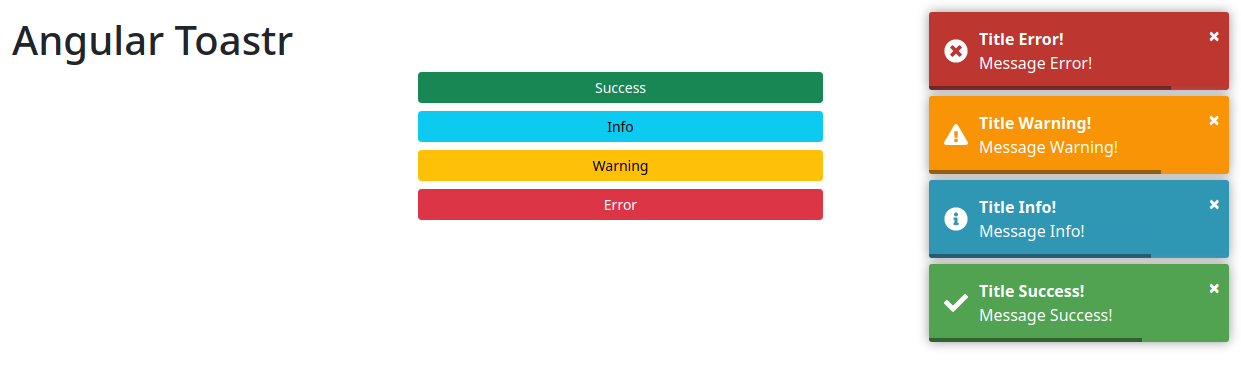 Angular Toastr
Success
Info
Warning
Error
Title Error!
Message Error!
Title Warning!
Message Warning!
Title Info!
Message Info!
Title Success!
Message Success!